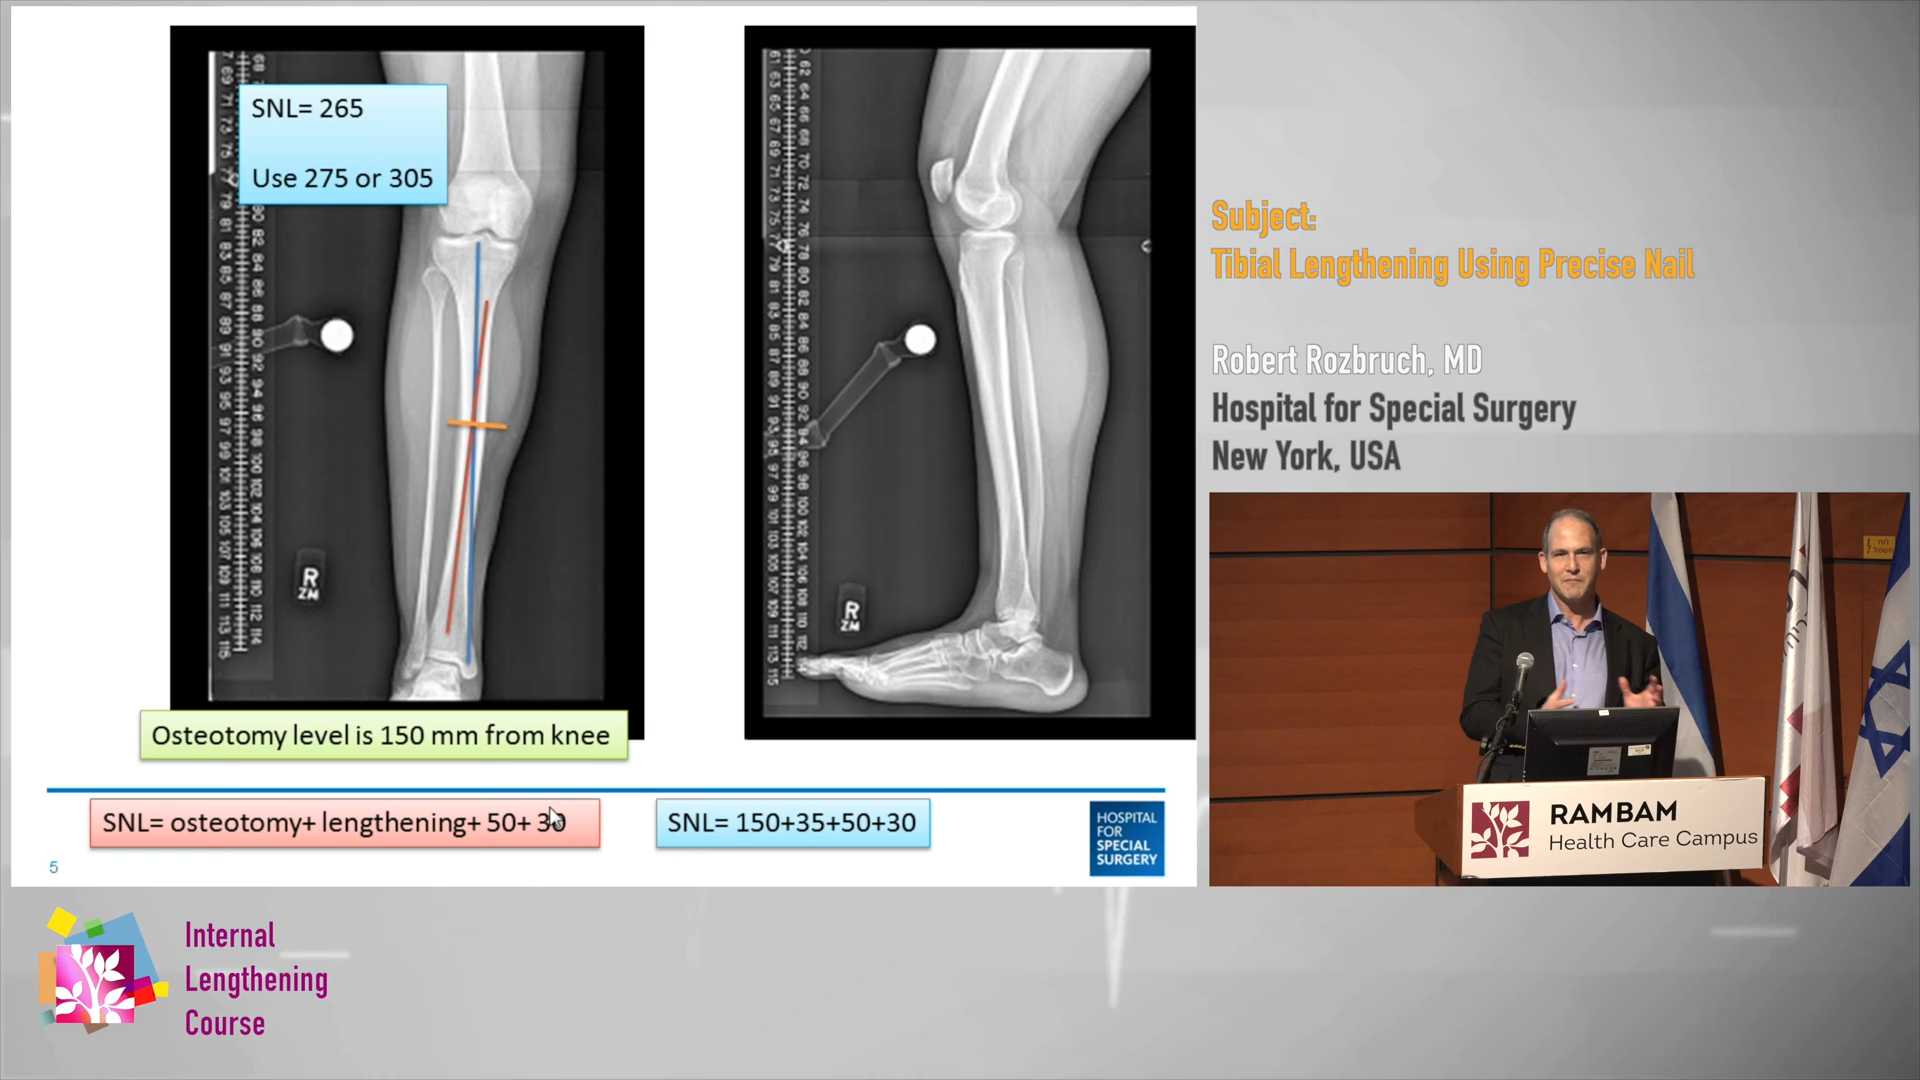 SNL= 265
Use 275 or 305
R
ZM
R
ZM
Osteotomy level is 150 mm from knee
SNL= osteotomy+ lengthening+ 50+ 30
SNL= 150+35+50+30
5
HOSPITAL
FOR
SPECIAL
SURGERY
Subject:
Tibial Lengthening Using Precise Nail
Robert Rozbruch, MD
Hospital for Special Surgery
New York, USA
RAMBAM
Health Care Campus
Internal
Lengthening
Course